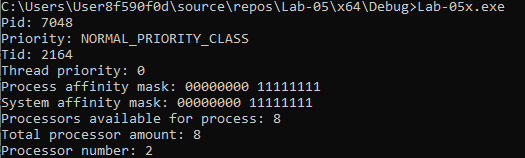 C:\Users\User8f590f0d\source\repos\Lab-05\x64\Debug>Lab-05x.exe
Pid: 7048
Priority: NORMAL_PRIORITY_CLASS
Tid: 2164
Thread priority: 0
Process affinity mask: 00000000 11111111
System affinity mask: 00000000 11111111
Processors available for process: 8
Total processor amount: 8
Processor number: 2